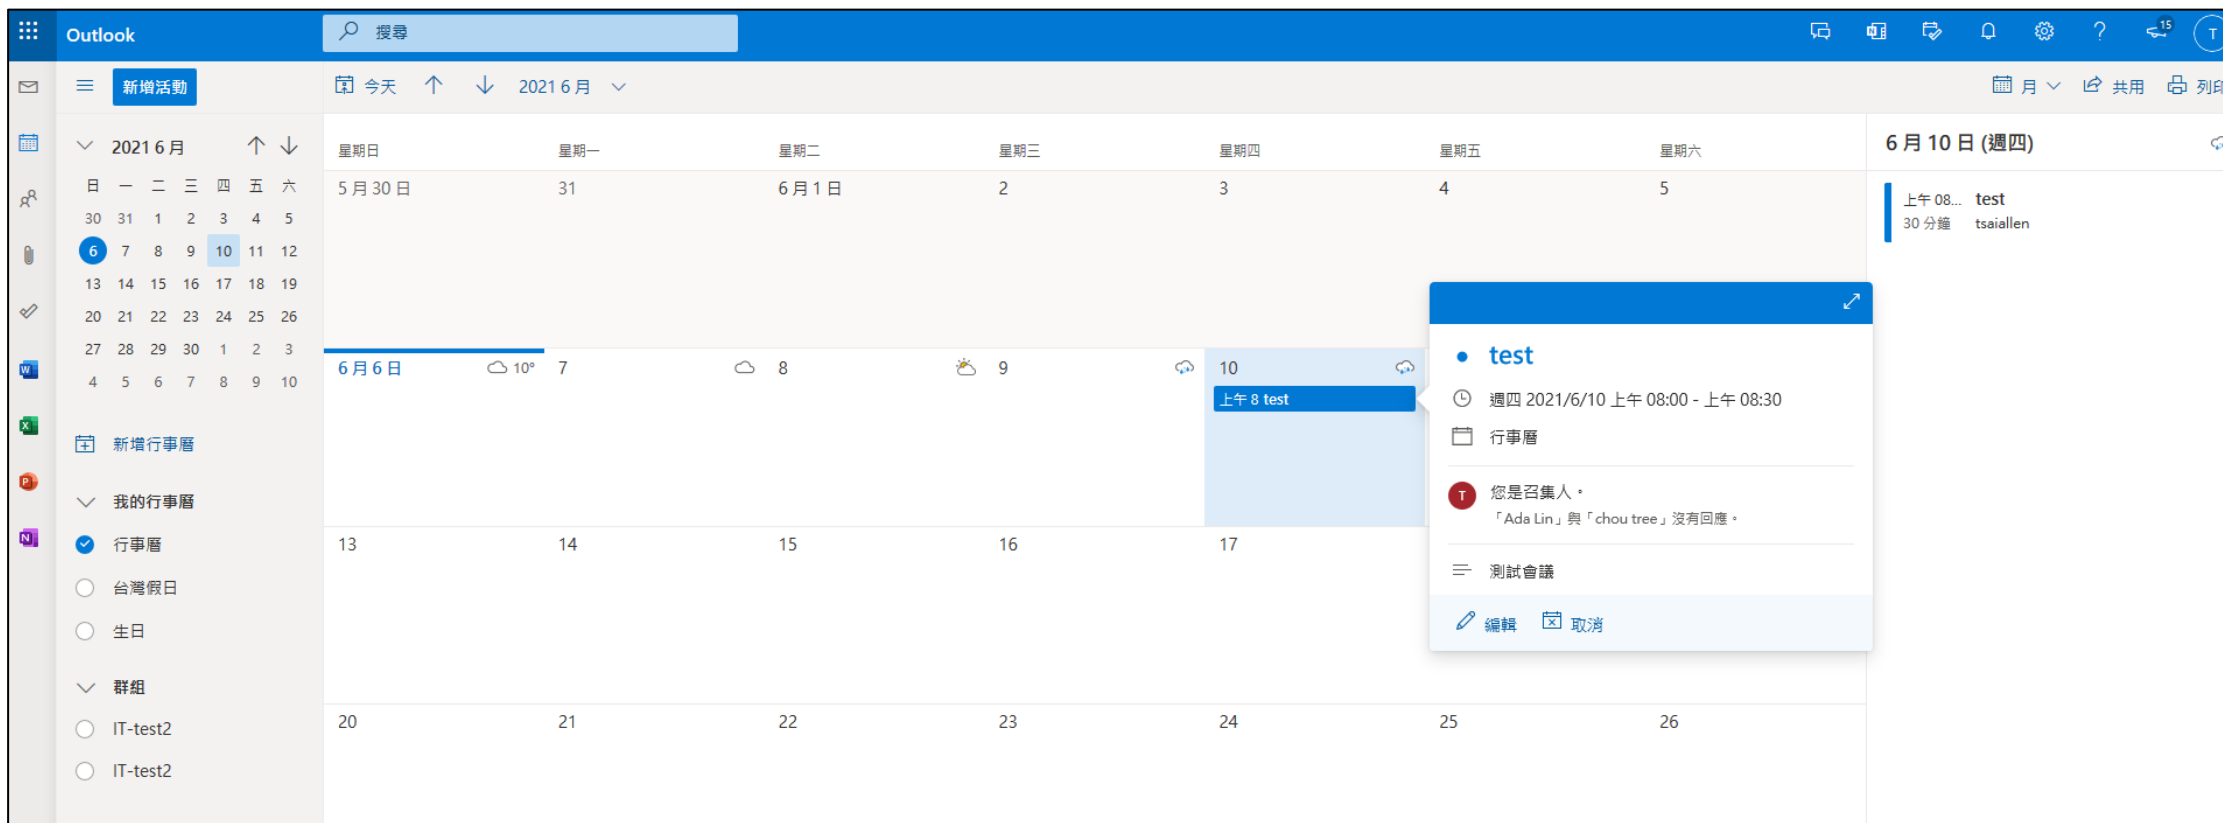 Outlook
搜尋
15
T
新增活動
今天
2021 6 月
月
共用
列印
2021 6 月
日 一 二 三 四 五 六
30 31 1 2 3 4 5
6 7 8 9 10 11 12
13 14 15 16 17 18 19
20 21 22 23 24 25 26
27 28 29 30 1 2 3
4 5 6 7 8 9 10
新增行事曆
我的行事曆
行事曆
台灣假日
生日
群組
IT-test2
IT-test2
星期日 星期一 星期二 星期三 星期四 星期五 星期六
5 月 30 日 31 6 月 1 日 2 3 4 5
6 月 6 日 10° 7 8 9 10
上午 8 test
13 14 15 16 17
20 21 22 23 24 25 26
test
週四 2021/6/10 上午 08:00 - 上午 08:30
行事曆
T 您是召集人。
「Ada Lin」與「chou tree」沒有回應。
測試會議
編輯 取消
6 月 10 日 (週四)
上午 08... test
30 分鐘 tsaiallen